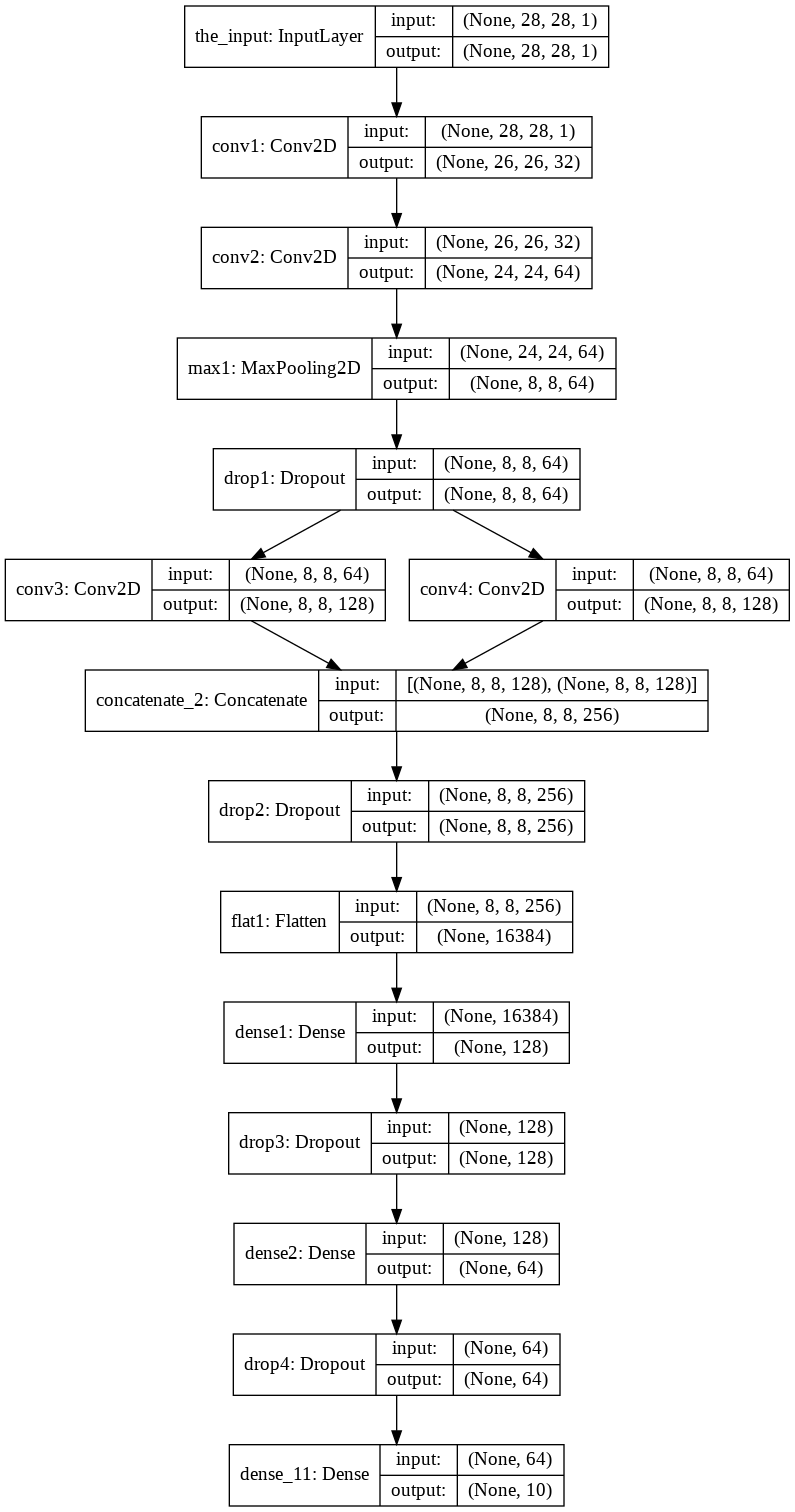 the_input: InputLayer
input: (None, 28, 28, 1)
output: (None, 28, 28, 1)
conv1: Conv2D
input: (None, 28, 28, 1)
output: (None, 26, 26, 32)
conv2: Conv2D
input: (None, 26, 26, 32)
output: (None, 24, 24, 64)
max1: MaxPooling2D
input: (None, 24, 24, 64)
output: (None, 8, 8, 64)
drop1: Dropout
input: (None, 8, 8, 64)
output: (None, 8, 8, 64)
conv3: Conv2D
input: (None, 8, 8, 64)
output: (None, 8, 8, 128)
conv4: Conv2D
input: (None, 8, 8, 64)
output: (None, 8, 8, 128)
concatenate_2: Concatenate
input: [(None, 8, 8, 128), (None, 8, 8, 128)]
output: (None, 8, 8, 256)
drop2: Dropout
input: (None, 8, 8, 256)
output: (None, 8, 8, 256)
flat1: Flatten
input: (None, 8, 8, 256)
output: (None, 16384)
dense1: Dense
input: (None, 16384)
output: (None, 128)
drop3: Dropout
input: (None, 128)
output: (None, 128)
dense2: Dense
input: (None, 128)
output: (None, 64)
drop4: Dropout
input: (None, 64)
output: (None, 64)
dense_11: Dense
input: (None, 64)
output: (None, 10)